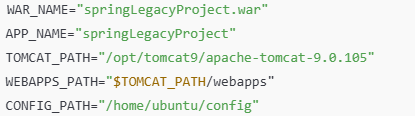 WAR_NAME="springLegacyProject.war"
APP_NAME="springLegacyProject"
TOMCAT_PATH="/opt/tomcat9/apache-tomcat-9.0.105"
WEBAPPS_PATH="$TOMCAT_PATH/webapps"
CONFIG_PATH="/home/ubuntu/config"